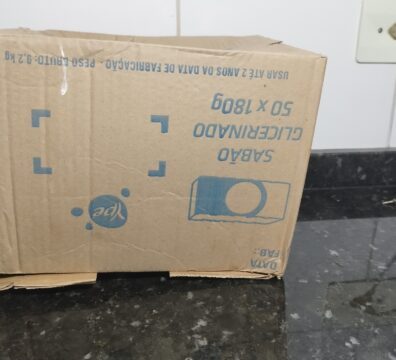 DATA
FAB.:
Ypê
SABÃO
GLICERINADO
50 x 180g
USAR ATÉ 2 ANOS DA DATA DE FABRICAÇÃO - PESO BRUTO: 9,2 kg